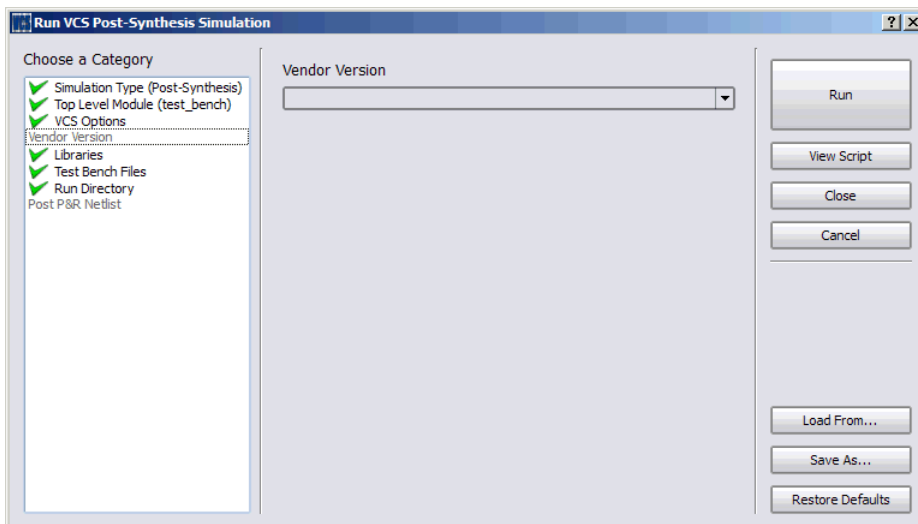 Run VCS Post-Synthesis Simulation
Choose a Category
Simulation Type (Post-Synthesis)
Top Level Module (test_bench)
VCS Options
Vendor Version
Libraries
Test Bench Files
Run Directory
Post P&R Netlist
Vendor Version
Run
View Script
Close
Cancel
Load From...
Save As...
Restore Defaults